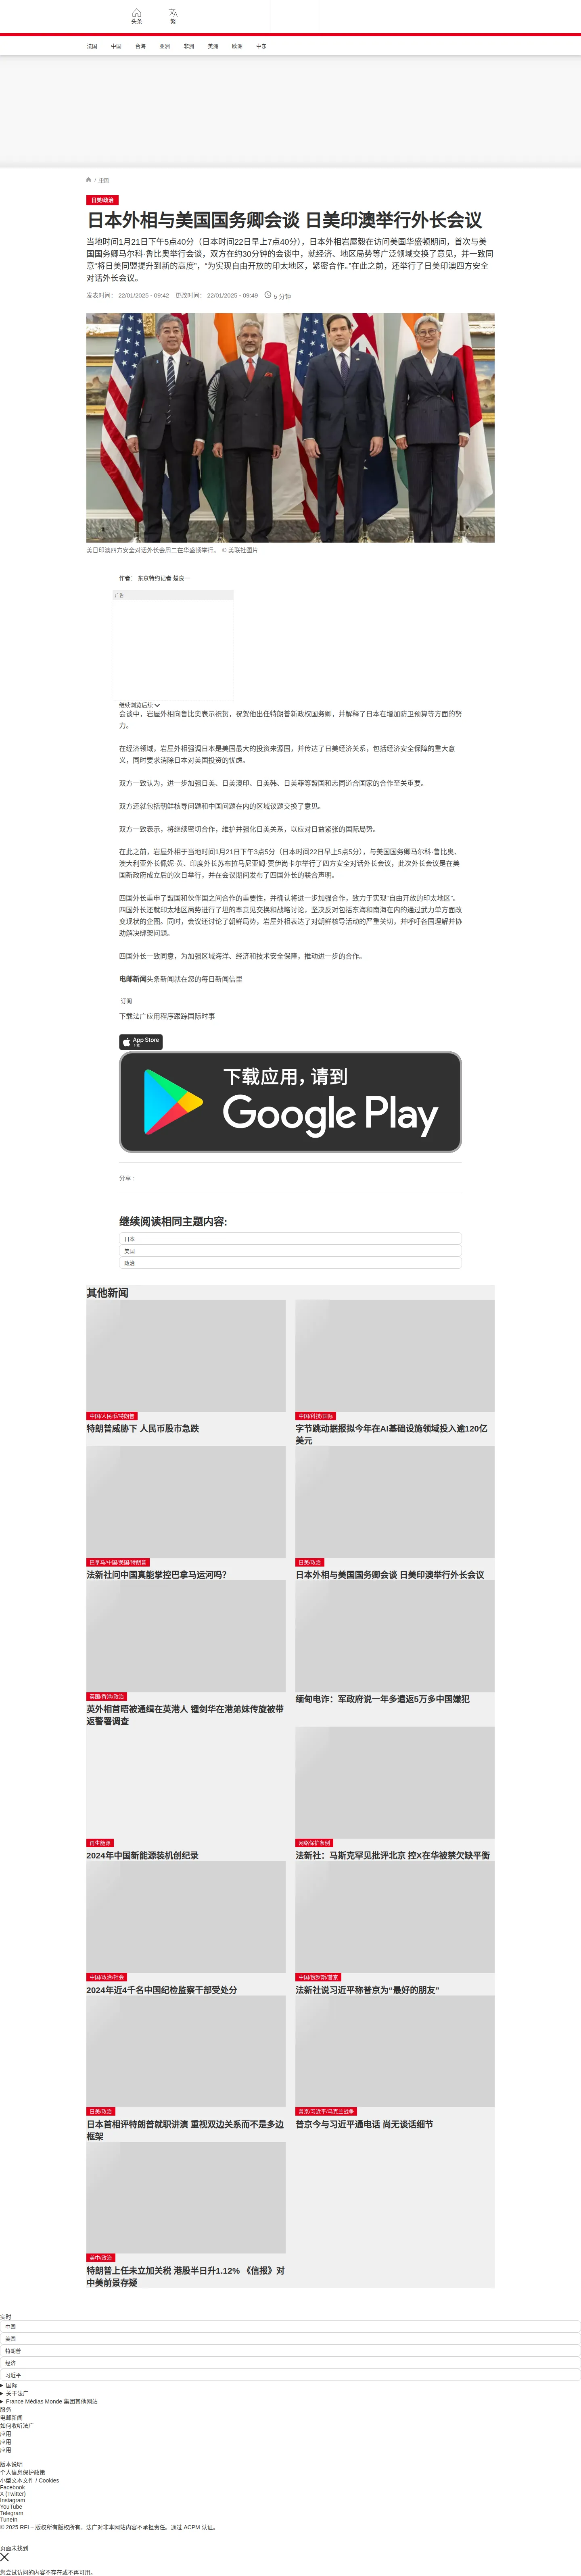 头条
繁
法国
中国
台海
亚洲
非洲
美洲
欧洲
中东
/ 中国
日美/政治
日本外相与美国国务卿会谈 日美印澳举行外长会议
当地时间1月21日下午5点40分（日本时间22日早上7点40分），日本外相岩屋毅在访问美国华盛顿期间，首次与美
国国务卿马尔科·鲁比奥举行会谈，双方在约30分钟的会谈中，就经济、地区局势等广泛领域交换了意见，并一致同
意“将日美同盟提升到新的高度”，“为实现自由开放的印太地区，紧密合作。”在此之前，还举行了日美印澳四方安全
对话外长会议。
发表时间： 22/01/2025 - 09:42 更改时间： 22/01/2025 - 09:49 5 分钟
美日印澳四方安全对话外长会周二在华盛顿举行。 © 美联社图片
作者： 东京特约记者 楚良一
广告
继续浏览后续
会谈中，岩屋外相向鲁比奥表示祝贺，祝贺他出任特朗普新政权国务卿，并解释了日本在增加防卫预算等方面的努
力。
在经济领域，岩屋外相强调日本是美国最大的投资来源国，并传达了日美经济关系，包括经济安全保障的重大意
义，同时要求消除日本对美国投资的忧虑。
双方一致认为，进一步加强日美、日美澳印、日美韩、日美菲等盟国和志同道合国家的合作至关重要。
双方还就包括朝鲜核导问题和中国问题在内的区域议题交换了意见。
双方一致表示，将继续密切合作，维护并强化日美关系，以应对日益紧张的国际局势。
在此之前，岩屋外相于当地时间1月21日下午3点5分（日本时间22日早上5点5分），与美国国务卿马尔科·鲁比奥、
澳大利亚外长佩妮·黄、印度外长苏布拉马尼亚姆·贾伊尚卡尔举行了四方安全对话外长会议，此次外长会议是在美
国新政府成立后的次日举行，并在会议期间发布了四国外长的联合声明。
四国外长重申了盟国和伙伴国之间合作的重要性，并确认将进一步加强合作，致力于实现“自由开放的印太地区”。
四国外长还就印太地区局势进行了坦的率意见交换和战略讨论，坚决反对包括东海和南海在内的通过武力单方面改
变现状的企图。同时，会议还讨论了朝鲜局势，岩屋外相表达了对朝鲜核导活动的严重关切，并呼吁各国理解并协
助解决绑架问题。
四国外长一致同意，为加强区域海洋、经济和技术安全保障，推动进一步的合作。
电邮新闻头条新闻就在您的每日新闻信里
订阅
下载法广应用程序跟踪国际时事
App Store
下载
下载应用，请到
Google Play
分享 :
继续阅读相同主题内容:
日本
美国
政治
其他新闻
中国/人民币/特朗普
特朗普威胁下 人民币股市急跌
中国/科技/国际
字节跳动据报拟今年在AI基础设施领域投入逾120亿
美元
巴拿马/中国/美国/特朗普
法新社问中国真能掌控巴拿马运河吗？
日美/政治
日本外相与美国国务卿会谈 日美印澳举行外长会议
英国/香港/政治
英外相首晤被通缉在英港人 锺剑华在港弟妹传旋被带
返警署调查
缅甸电诈：军政府说一年多遣返5万多中国嫌犯
再生能源
2024年中国新能源装机创纪录
网络保护条例
法新社：马斯克罕见批评北京 控X在华被禁欠缺平衡
中国/政治/社会
2024年近4千名中国纪检监察干部受处分
中国/俄罗斯/普京
法新社说习近平称普京为“最好的朋友”
日美/政治
日本首相评特朗普就职讲演 重视双边关系而不是多边
框架
普京/习近平/乌克兰战争
普京今与习近平通电话 尚无谈话细节
美中/政治
特朗普上任未立加关税 港股半日升1.12% 《信报》对
中美前景存疑
实时
中国
美国
特朗普
经济
习近平
国际
关于法广
France Médias Monde 集团其他网站
服务
电邮新闻
如何收听法广
应用
应用
应用
版本说明
个人信息保护政策
小型文本文件 / Cookies
Facebook
X (Twitter)
Instagram
YouTube
Telegram
TuneIn
© 2025 RFI – 版权所有版权所有。法广对非本网站内容不承担责任。通过 ACPM 认证。
页面未找到
您尝试访问的内容不存在或不再可用。